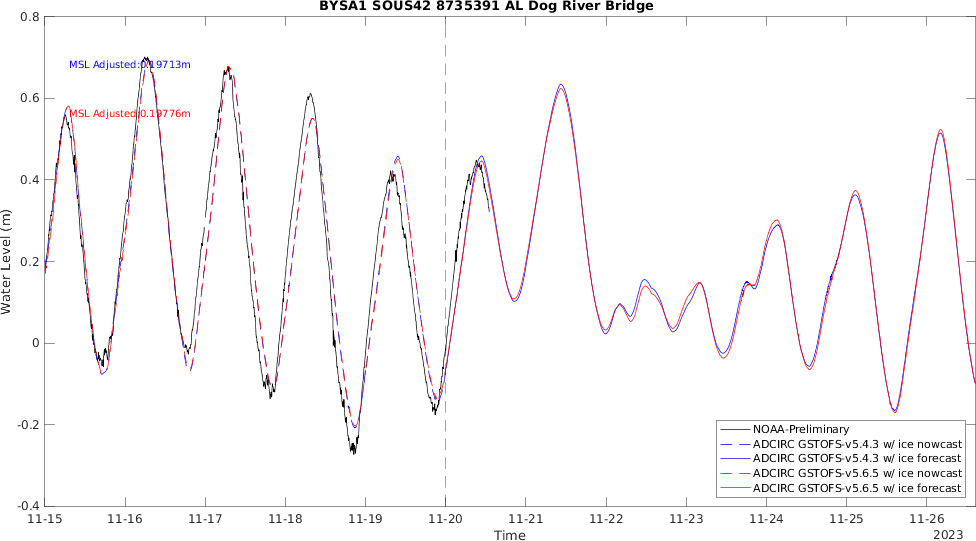 BYSA1 SOUS42 8735391 AL Dog River Bridge
0.8
0.6
0.4
0.2
0
-0.2
-0.4
Water Level (m)
MSL Adjusted:0.19713m
MSL Adjusted:0.19776m
NOAA-Preliminary
ADCIRC GSTOFS-v5.4.3 w/ ice nowcast
ADCIRC GSTOFS-v5.4.3 w/ ice forecast
ADCIRC GSTOFS-v5.6.5 w/ ice nowcast
ADCIRC GSTOFS-v5.6.5 w/ ice forecast
11-15 11-16 11-17 11-18 11-19 11-20 11-21 11-22 11-23 11-24 11-25 11-26
2023
Time